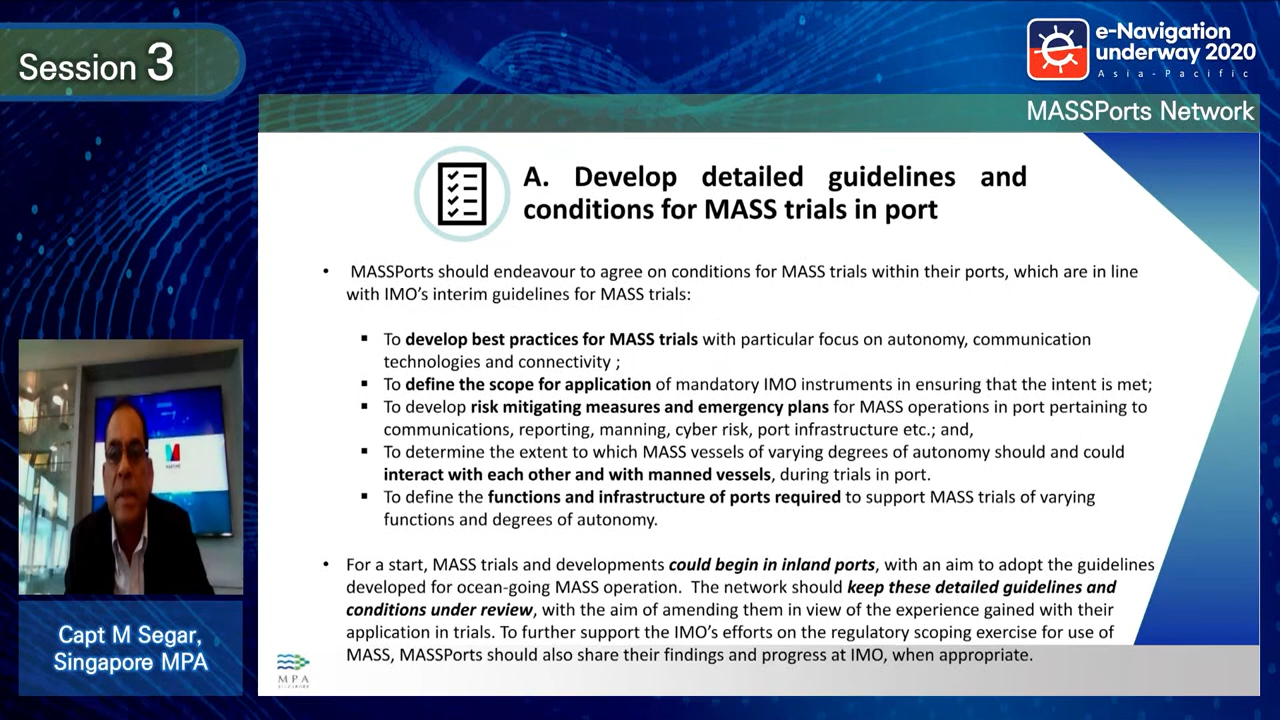 Session 3
e-Navigation
underway 2020
Asia-Pacific
MASSPorts Network
A. Develop detailed guidelines and
conditions for MASS trials in port
• MASSPorts should endeavour to agree on conditions for MASS trials within their ports, which are in line
with IMO's interim guidelines for MASS trials:
▪ To develop best practices for MASS trials with particular focus on autonomy, communication
technologies and connectivity ;
▪ To define the scope for application of mandatory IMO instruments in ensuring that the intent is met;
▪ To develop risk mitigating measures and emergency plans for MASS operations in port pertaining to
communications, reporting, manning, cyber risk, port infrastructure etc.; and,
▪ To determine the extent to which MASS vessels of varying degrees of autonomy should and could
interact with each other and with manned vessels, during trials in port.
▪ To define the functions and infrastructure of ports required to support MASS trials of varying
functions and degrees of autonomy.
• For a start, MASS trials and developments could begin in inland ports, with an aim to adopt the guidelines
developed for ocean-going MASS operation. The network should keep these detailed guidelines and
conditions under review, with the aim of amending them in view of the experience gained with their
application in trials. To further support the IMO's efforts on the regulatory scoping exercise for use of
MASS, MASSPorts should also share their findings and progress at IMO, when appropriate.
Capt M Segar,
Singapore MPA
MPA
SINGAPORE